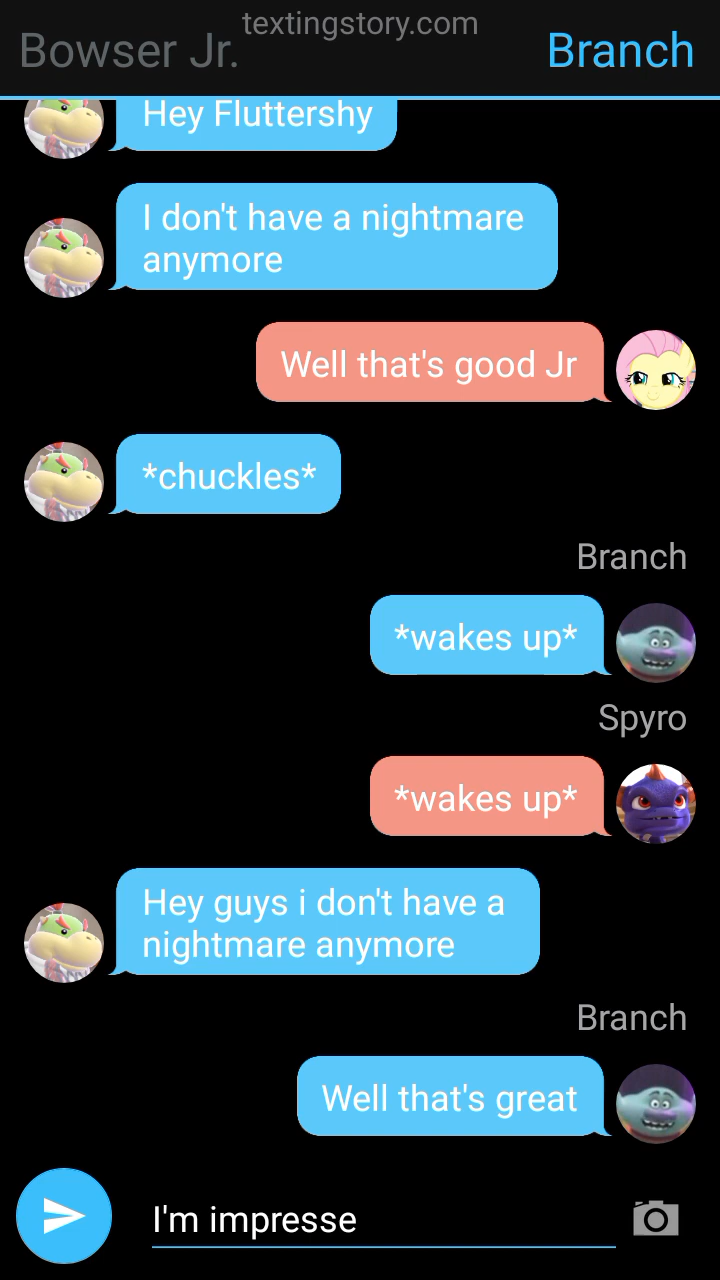 textingstory.com
Bowser Jr.
Branch
Hey Fluttershy
I don't have a nightmare
anymore
Well that's good Jr
*chuckles*
Branch
*wakes up*
Spyro
*wakes up*
Hey guys i don't have a
nightmare anymore
Branch
Well that's great
I'm impresse